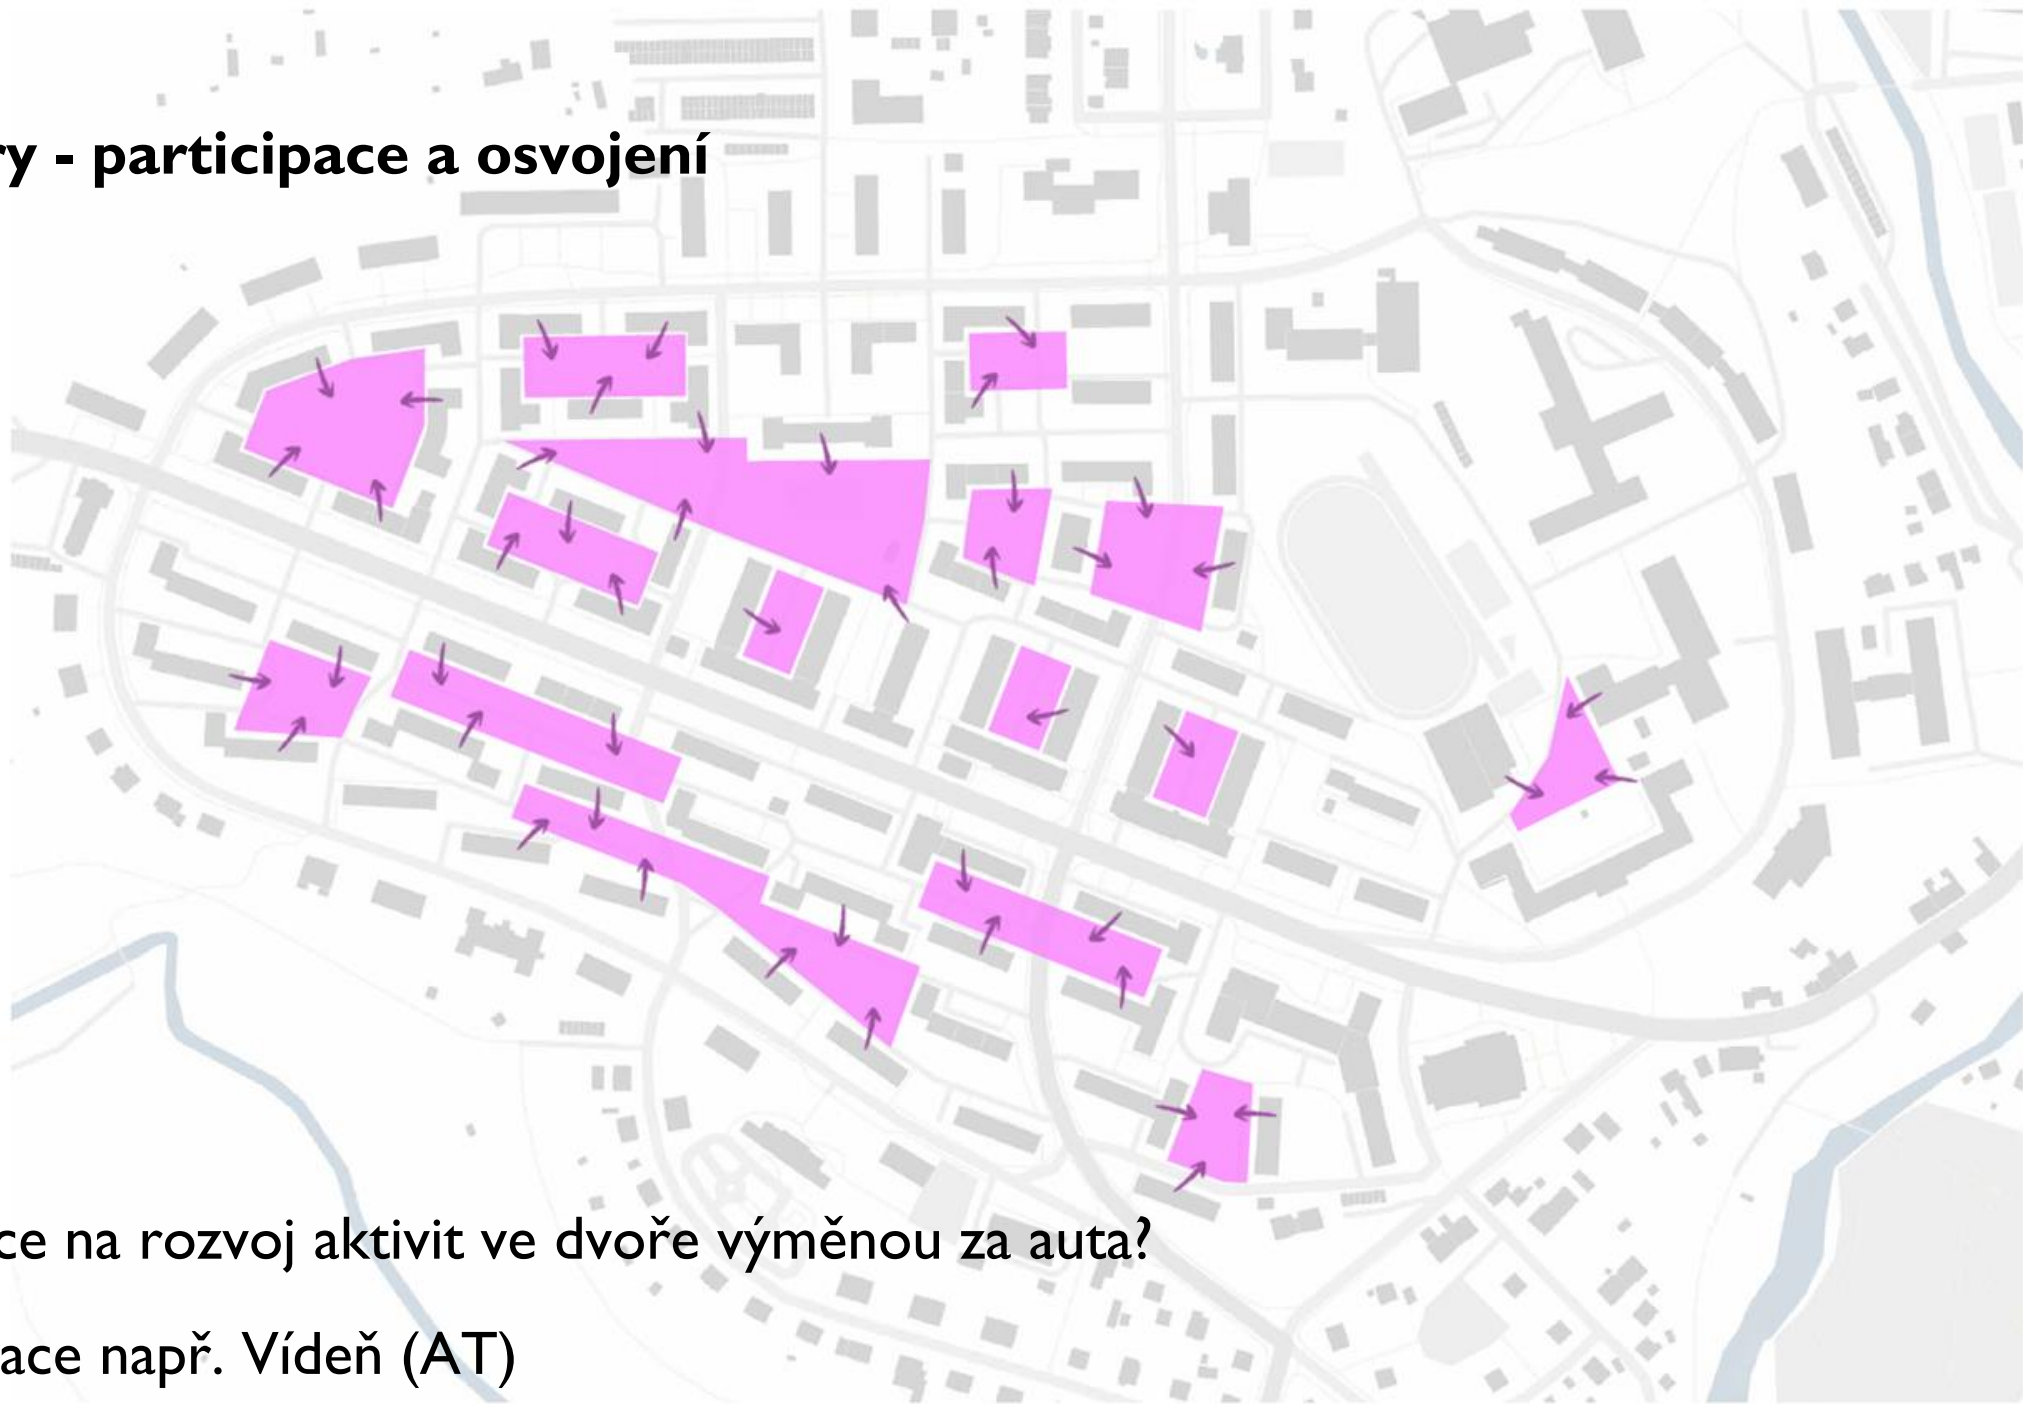 ry - participace a osvojení
ce na rozvoj aktivit ve dvoře výměnou za auta?
ace např. Vídeň (AT)